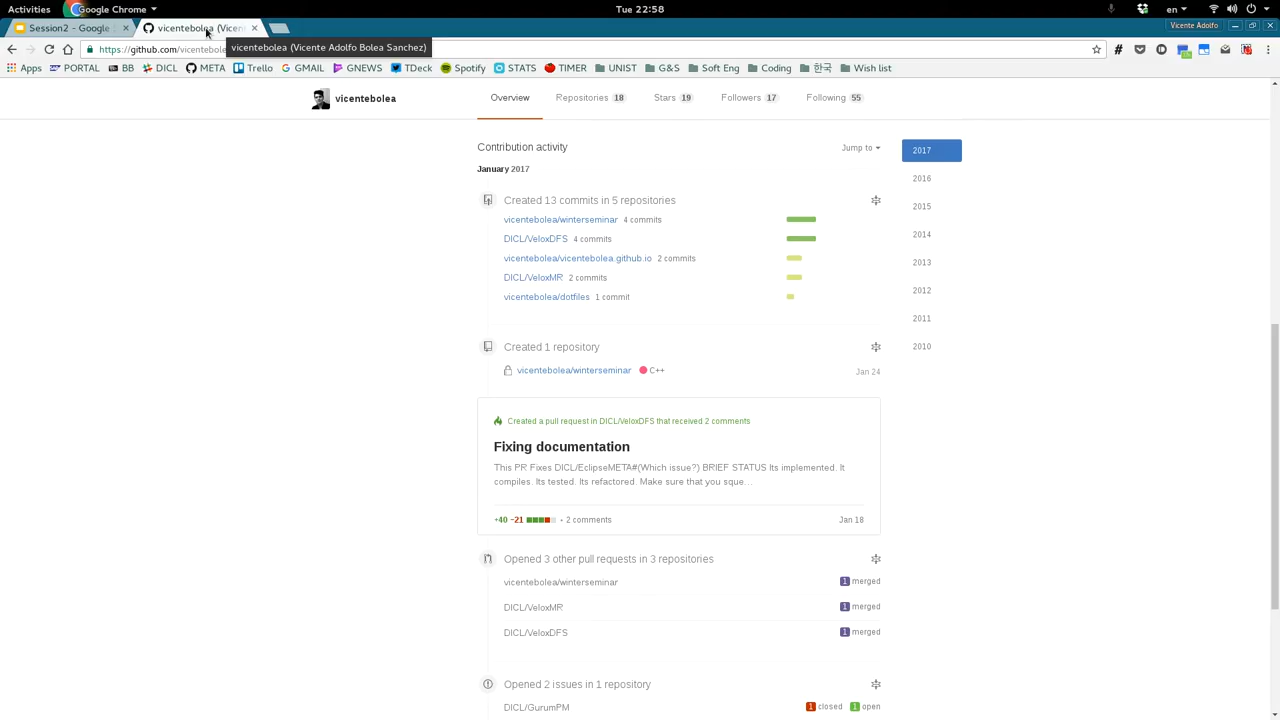 Activities Google Chrome Tue 22:58 en
Session2 - Google vicentebolea (Vicen Vicente Adolfo
https://github.com/vicentebole vicentebolea (Vicente Adolfo Bolea Sanchez)
Apps PORTAL BB DICL META Trello GMAIL GNEWS TDeck Spotify STATS TIMER UNIST G&S Soft Eng Coding 한국 Wish list
vicentebolea Overview Repositories 18 Stars 19 Followers 17 Following 55
Contribution activity Jump to
2017
January 2017
2016
2015
2014
2013
2012
2011
2010
Created 13 commits in 5 repositories
vicentebolea/winterseminar 4 commits
DICL/VeloxDFS 4 commits
vicentebolea/vicentebolea.github.io 2 commits
DICL/VeloxMR 2 commits
vicentebolea/dotfiles 1 commit
Created 1 repository
vicentebolea/winterseminar C++ Jan 24
Created a pull request in DICL/VeloxDFS that received 2 comments
Fixing documentation
This PR Fixes DICL/EclipseMETA#(Which issue?) BRIEF STATUS Its implemented. It
compiles. Its tested. Its refactored. Make sure that you sque…
+40 −21 • 2 comments Jan 18
Opened 3 other pull requests in 3 repositories
vicentebolea/winterseminar 1 merged
DICL/VeloxMR 1 merged
DICL/VeloxDFS 1 merged
Opened 2 issues in 1 repository
DICL/GurumPM 1 closed 1 open